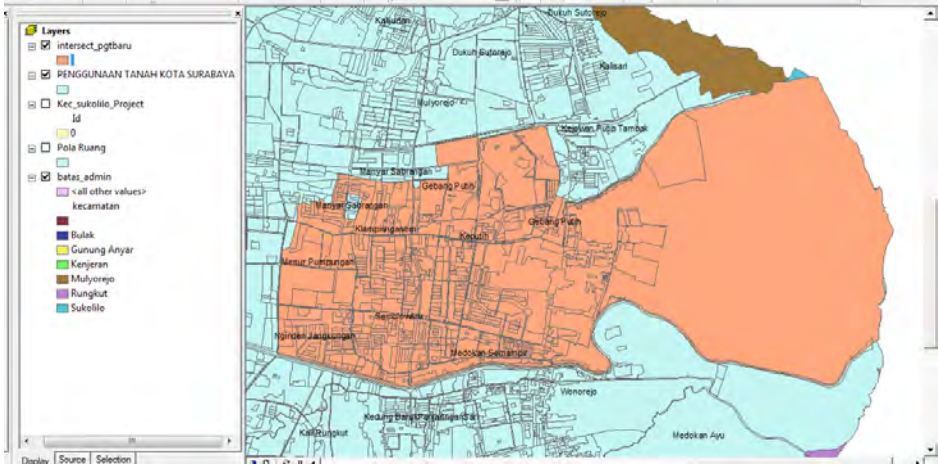 Layers
intersect_pgtbaru
PENGGUNAAN TANAH KOTA SURABAYA
Kec_sukolilo_Project
Id
0
Pola Ruang
batas_admin
<all other values>
kecamatan
Bulak
Gunung Anyar
Kenjeran
Mulyorejo
Rungkut
Sukolilo
Display Source Selection
Kalijudan
Dukuh Sutorejo
Dukuh Sutorejo
Kalisari
Mulyorejo
Kejawan Putih Tambak
Manyar Sabrangan
Gebang Putih
Manyar Sabrangan
Gebang Putih
Klampisngasem
Keputih
Menur Pumpungan
Semolowaru
Nginden Jangkungan
Medokan Semampir
Wonorejo
Kedung Baruk
Kali Rungkut
Medokan Ayu